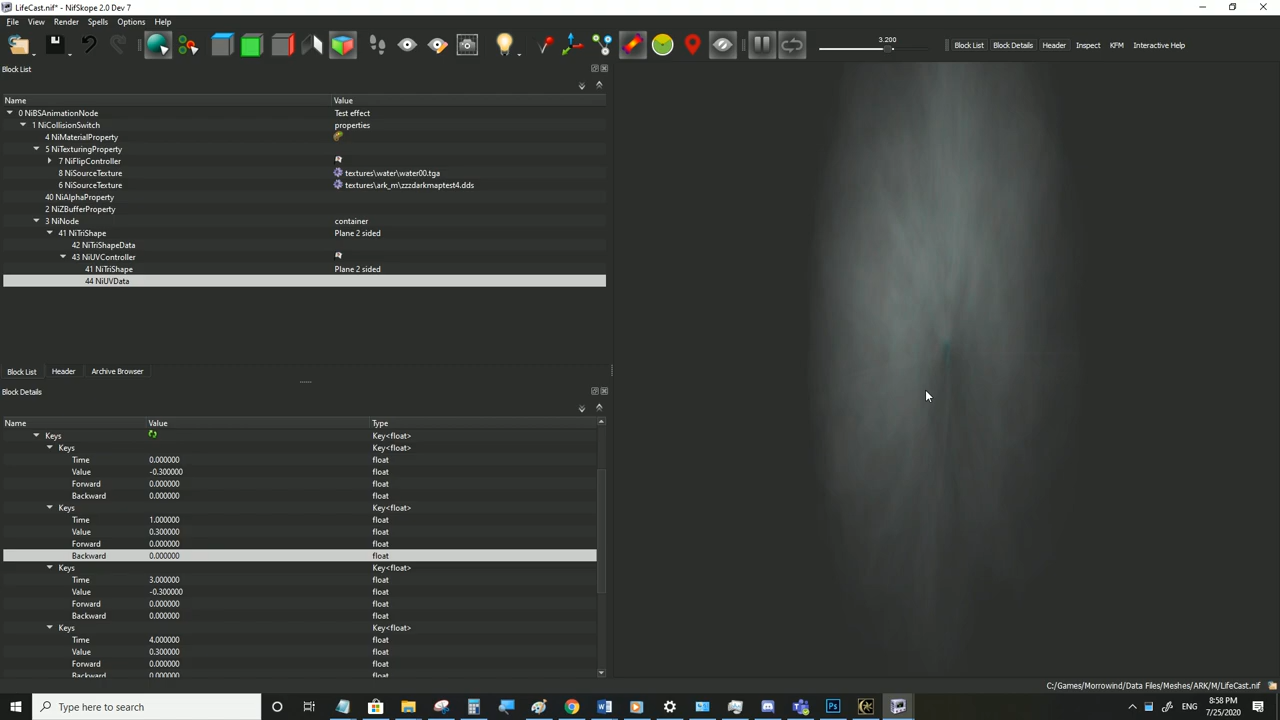 LifeCast.nif* - NifSkope 2.0 Dev 7
File View Render Spells Options Help
3.200
Block List Block Details Header Inspect KFM Interactive Help
Block List
Name Value
0 NiBSAnimationNode Test effect
1 NiCollisionSwitch properties
4 NiMaterialProperty
5 NiTexturingProperty
7 NiFlipController
8 NiSourceTexture textures\water\water00.tga
6 NiSourceTexture textures\ark_m\zzzdarkmaptest4.dds
40 NiAlphaProperty
2 NiZBufferProperty
3 NiNode container
41 NiTriShape Plane 2 sided
42 NiTriShapeData
43 NiUVController
41 NiTriShape Plane 2 sided
44 NiUVData
Block List Header Archive Browser
Block Details
Name Value Type
Keys Key<float>
Keys Key<float>
Time 0.000000 float
Value -0.300000 float
Forward 0.000000 float
Backward 0.000000 float
Keys Key<float>
Time 1.000000 float
Value 0.300000 float
Forward 0.000000 float
Backward 0.000000 float
Keys Key<float>
Time 3.000000 float
Value -0.300000 float
Forward 0.000000 float
Backward 0.000000 float
Keys Key<float>
Time 4.000000 float
Value 0.300000 float
Forward 0.000000 float
Backward 0.000000 float
C:/Games/Morrowind/Data Files/Meshes/ARK/M/LifeCast.nif
Type here to search
ENG
8:58 PM
7/25/2020